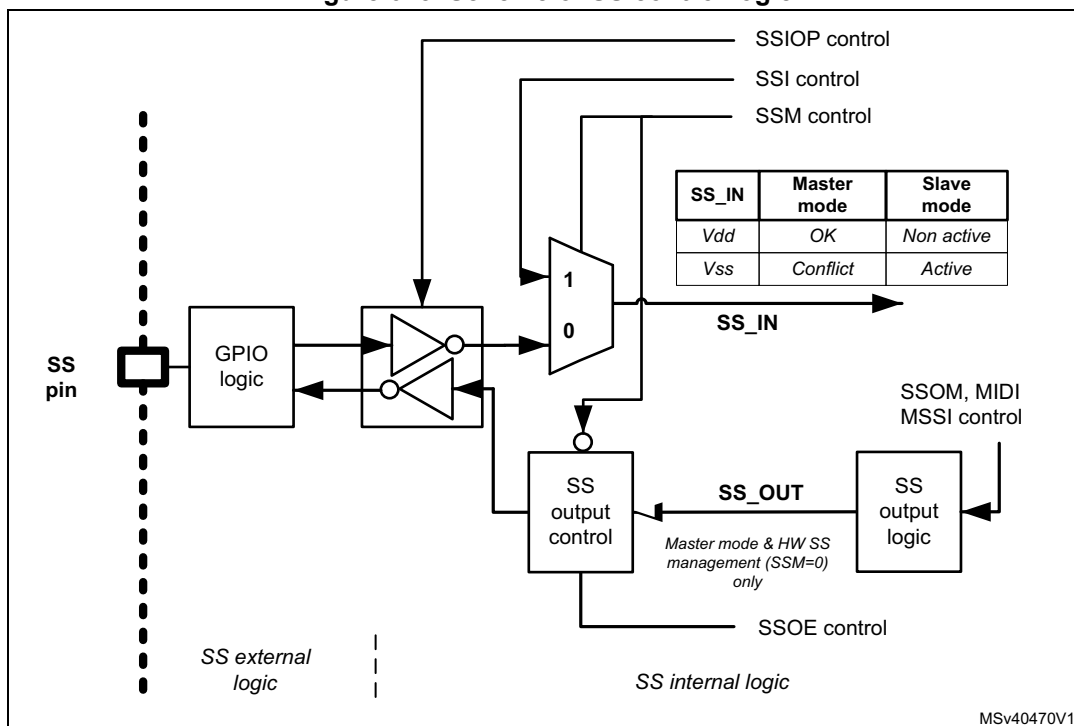 SSIOP control
SSI control
SSM control
SS_IN Master mode Slave mode
Vdd OK Non active
Vss Conflict Active
1
0
SS_IN
SS
pin
GPIO
logic
SSOM, MIDI
MSSI control
SS
output
control
SS_OUT
SS
output
logic
Master mode & HW SS
management (SSM=0)
only
SSOE control
SS external
logic
SS internal logic
MSv40470V1